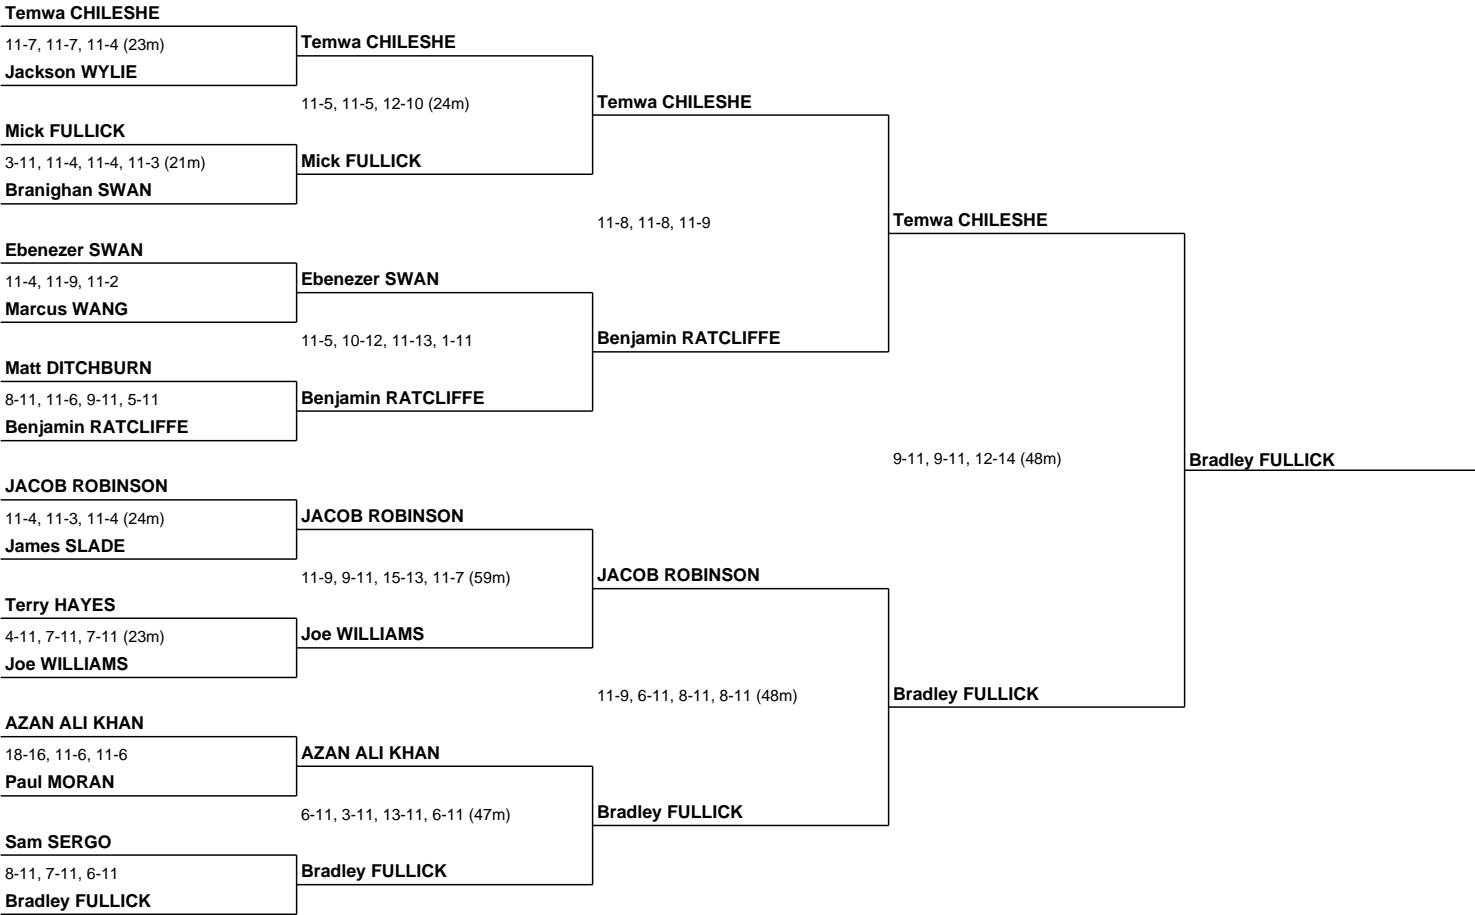 Temwa CHILESHE
11-7, 11-7, 11-4 (23m)
Jackson WYLIE
Mick FULLICK
3-11, 11-4, 11-4, 11-3 (21m)
Branighan SWAN
Ebenezer SWAN
11-4, 11-9, 11-2
Marcus WANG
Matt DITCHBURN
8-11, 11-6, 9-11, 5-11
Benjamin RATCLIFFE
JACOB ROBINSON
11-4, 11-3, 11-4 (24m)
James SLADE
Terry HAYES
4-11, 7-11, 7-11 (23m)
Joe WILLIAMS
AZAN ALI KHAN
18-16, 11-6, 11-6
Paul MORAN
Sam SERGO
8-11, 7-11, 6-11
Bradley FULLICK
Temwa CHILESHE
11-5, 11-5, 12-10 (24m)
Mick FULLICK
Ebenezer SWAN
11-5, 10-12, 11-13, 1-11
Benjamin RATCLIFFE
JACOB ROBINSON
11-9, 9-11, 15-13, 11-7 (59m)
Joe WILLIAMS
AZAN ALI KHAN
6-11, 3-11, 13-11, 6-11 (47m)
Bradley FULLICK
Temwa CHILESHE
11-8, 11-8, 11-9
Benjamin RATCLIFFE
JACOB ROBINSON
11-9, 6-11, 8-11, 8-11 (48m)
Bradley FULLICK
Temwa CHILESHE
9-11, 9-11, 12-14 (48m)
Bradley FULLICK
Bradley FULLICK